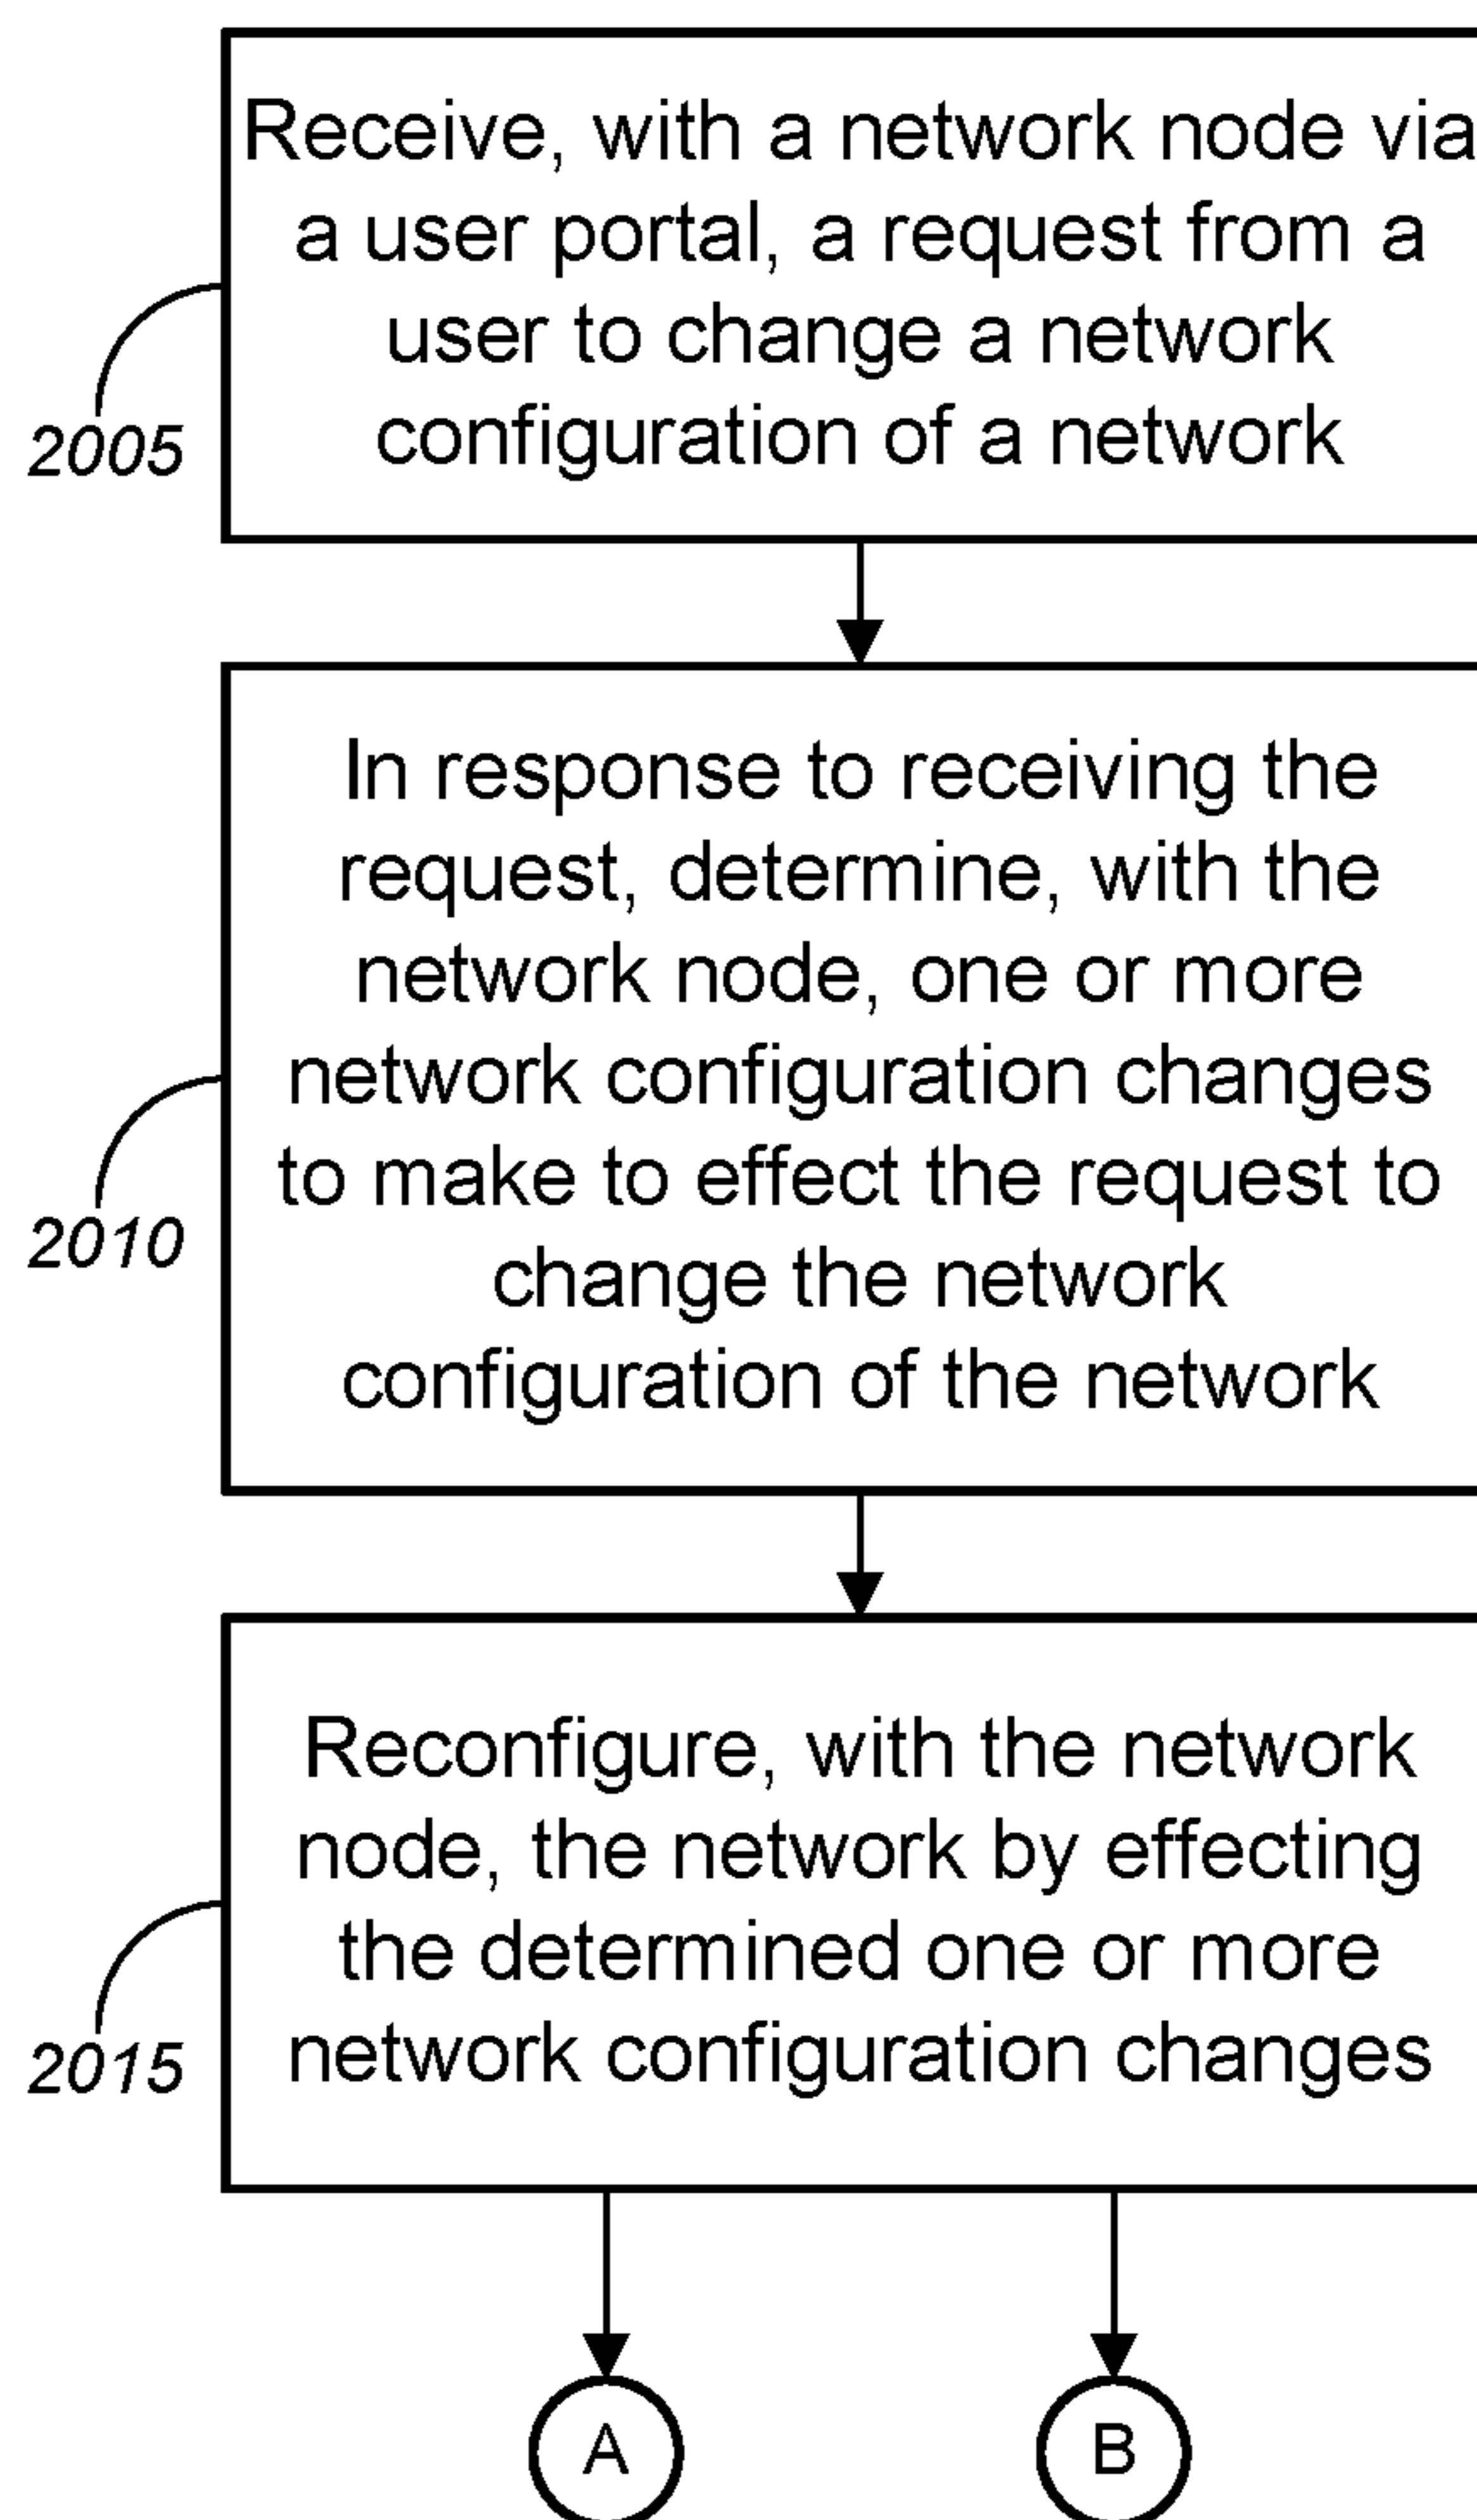 Receive, with a network node via
a user portal, a request from a
user to change a network
configuration of a network
2005
In response to receiving the
request, determine, with the
network node, one or more
network configuration changes
to make to effect the request to
change the network
configuration of the network
2010
Reconfigure, with the network
node, the network by effecting
the determined one or more
network configuration changes
2015
A
B